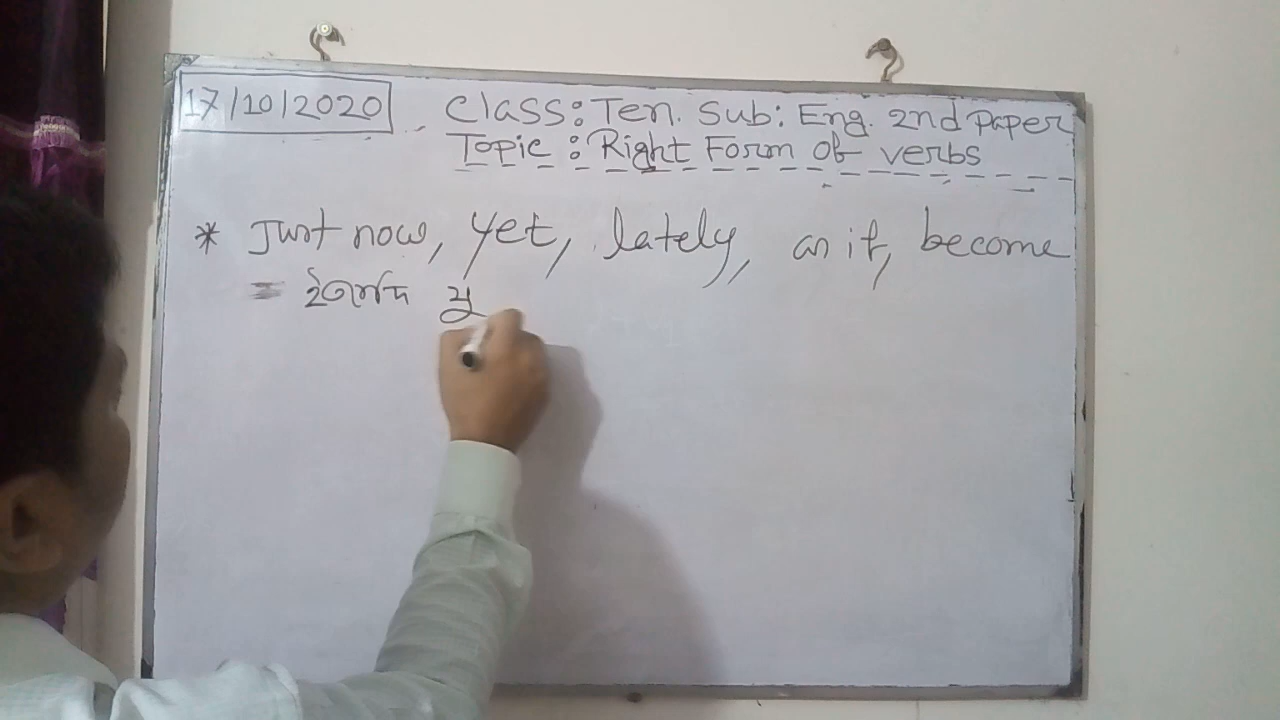 17/10/2020 Class: Ten. Sub: Eng. 2nd Paper
Topic: Right Form of verbs
* Just now, yet, lately, as if, become
= ইত্যাদি যু